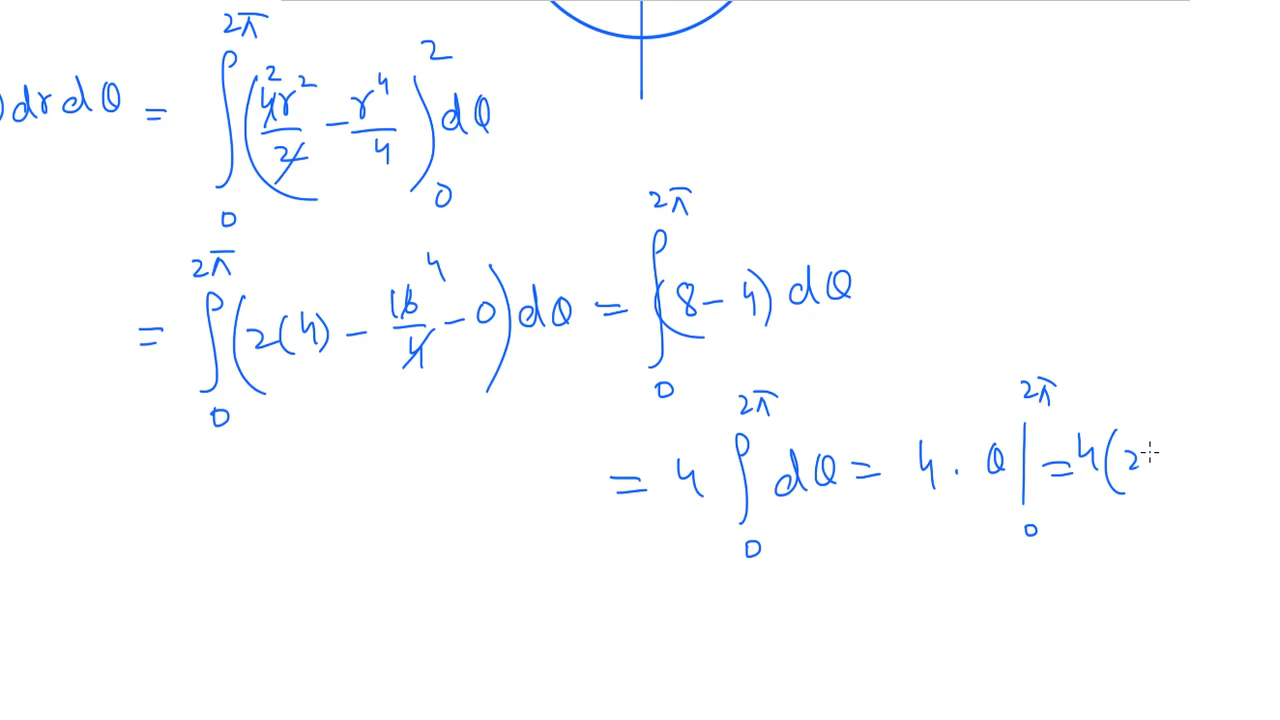 ) dr dθ = ∫₀^{2π} (4r²/2 − r⁴/4)₀² dθ
= ∫₀^{2π} (2(4) − 16/4 − 0) dθ = ∫₀^{2π} (8 − 4) dθ
= 4 ∫₀^{2π} dθ = 4 · θ |₀^{2π} = 4(2